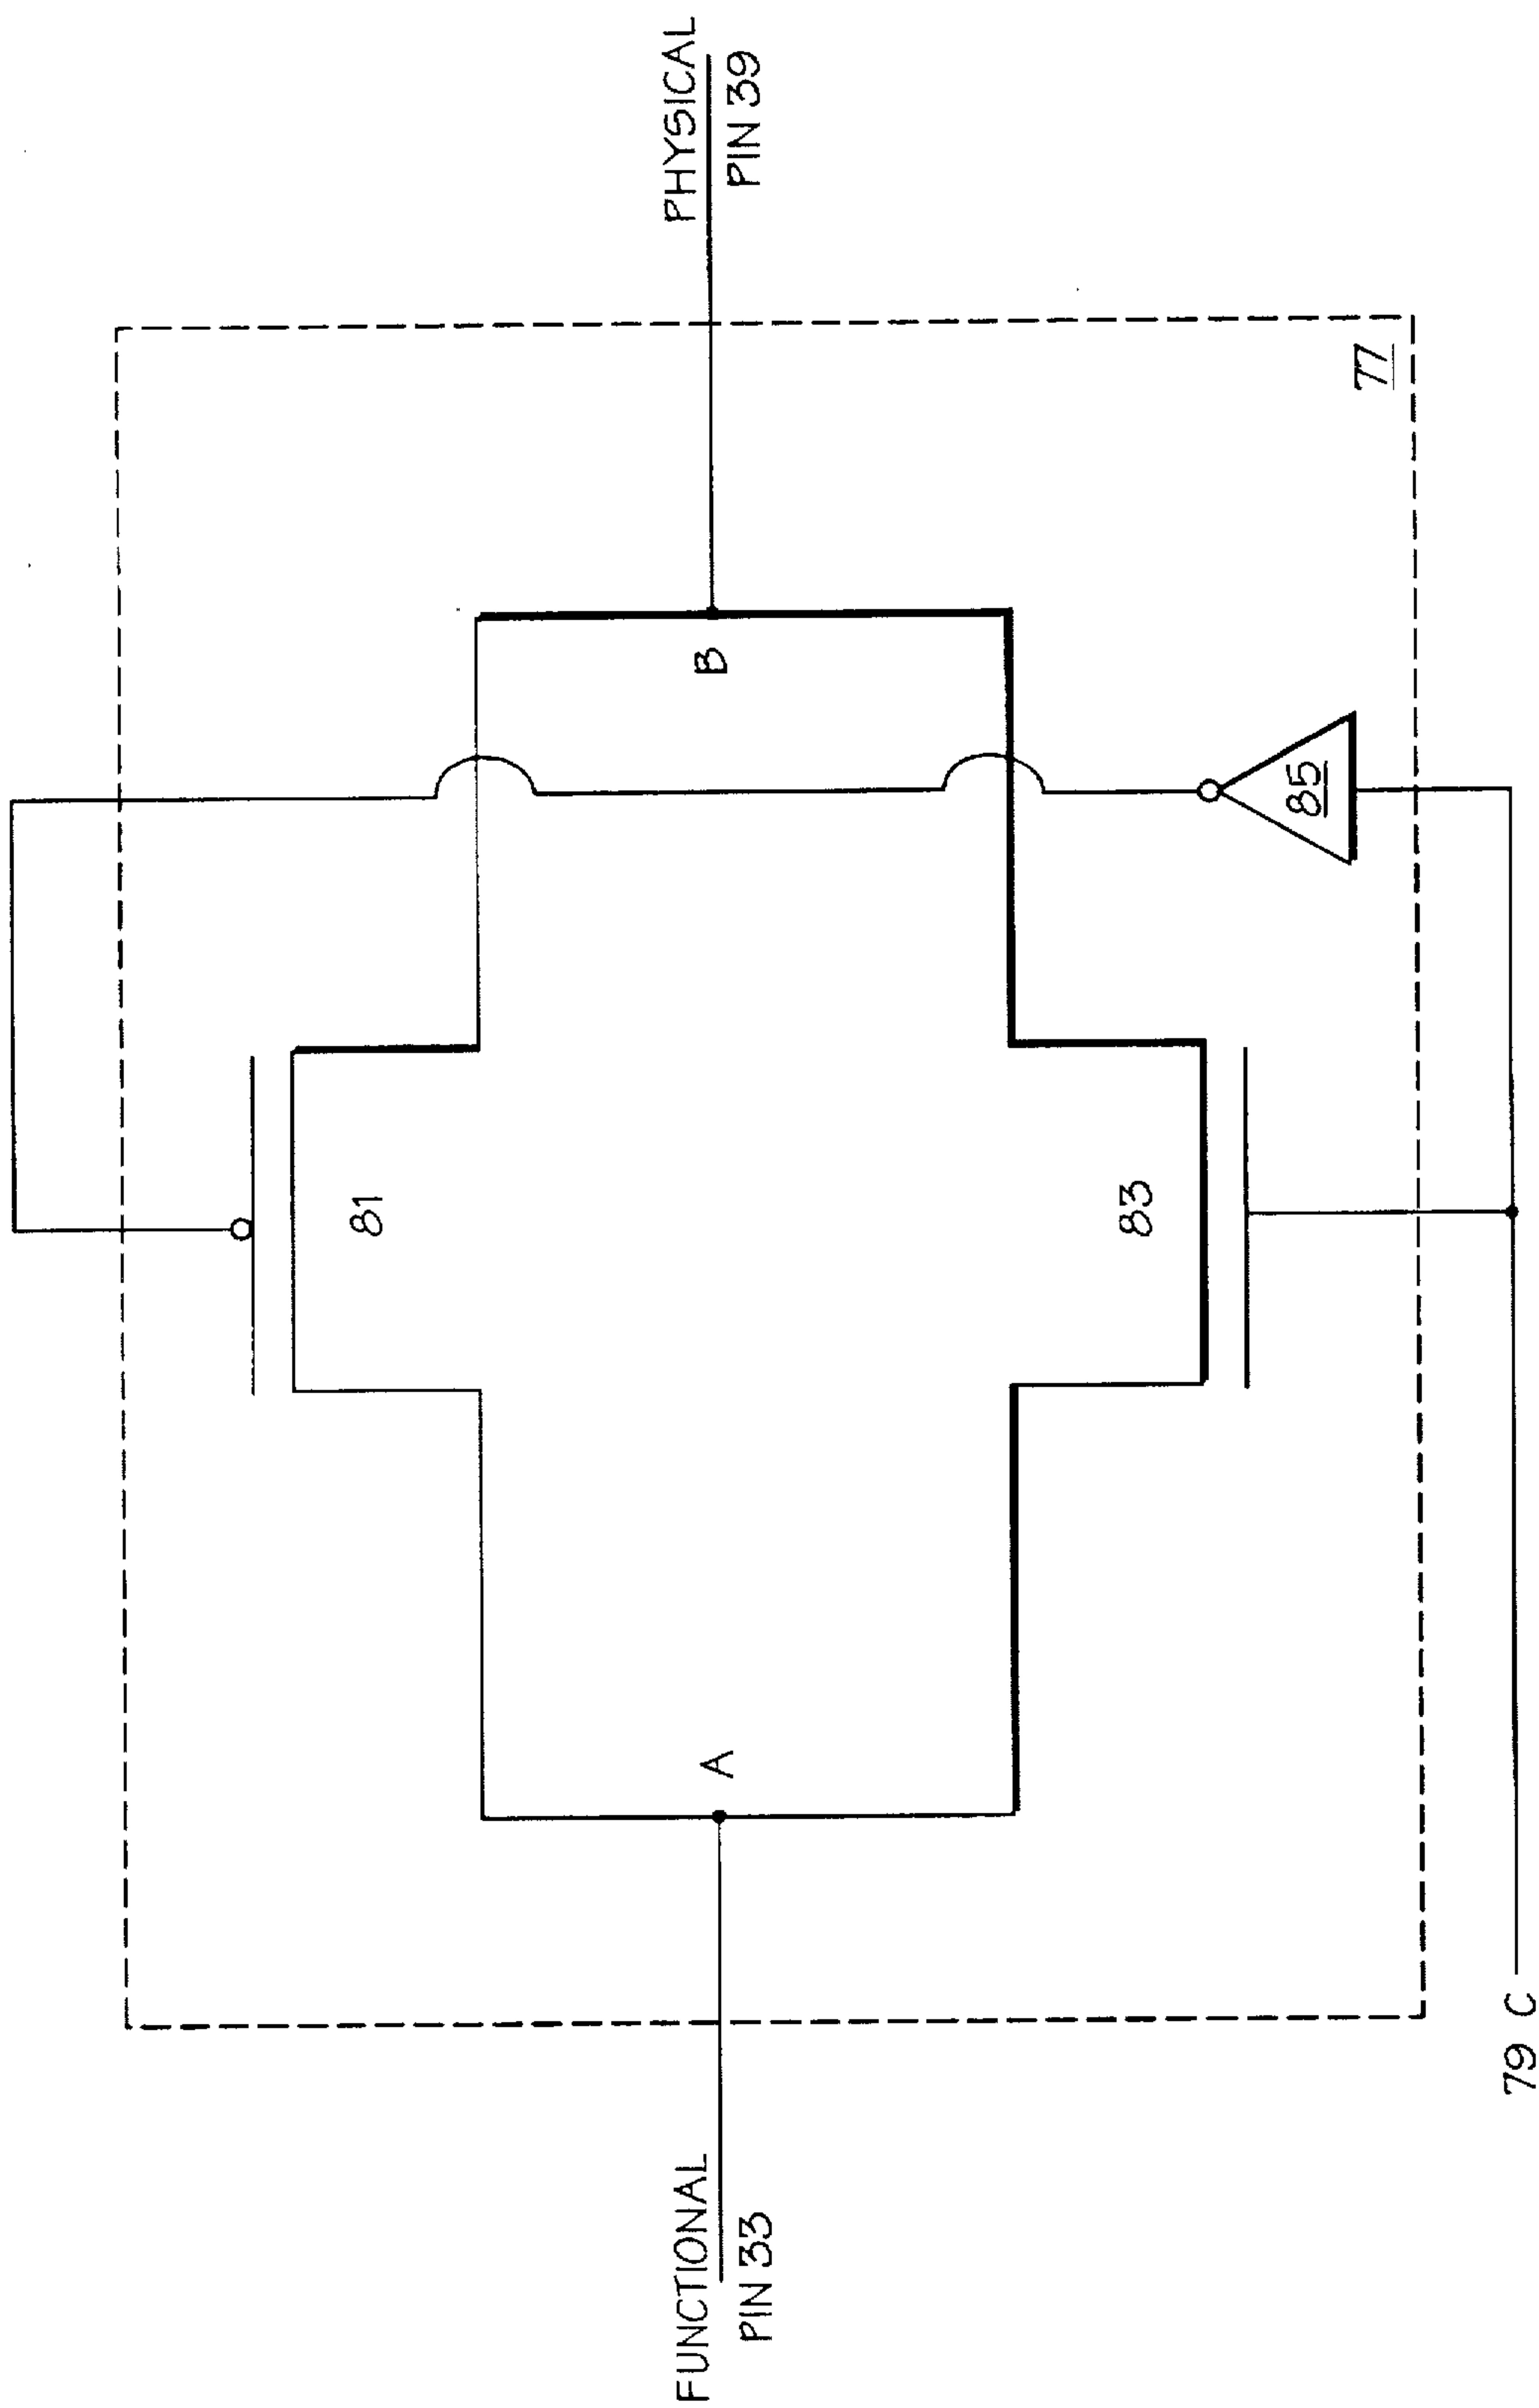 81
FUNCTIONAL
PIN 33
A
B
PHYSICAL
PIN 39
83
85
77
79 C